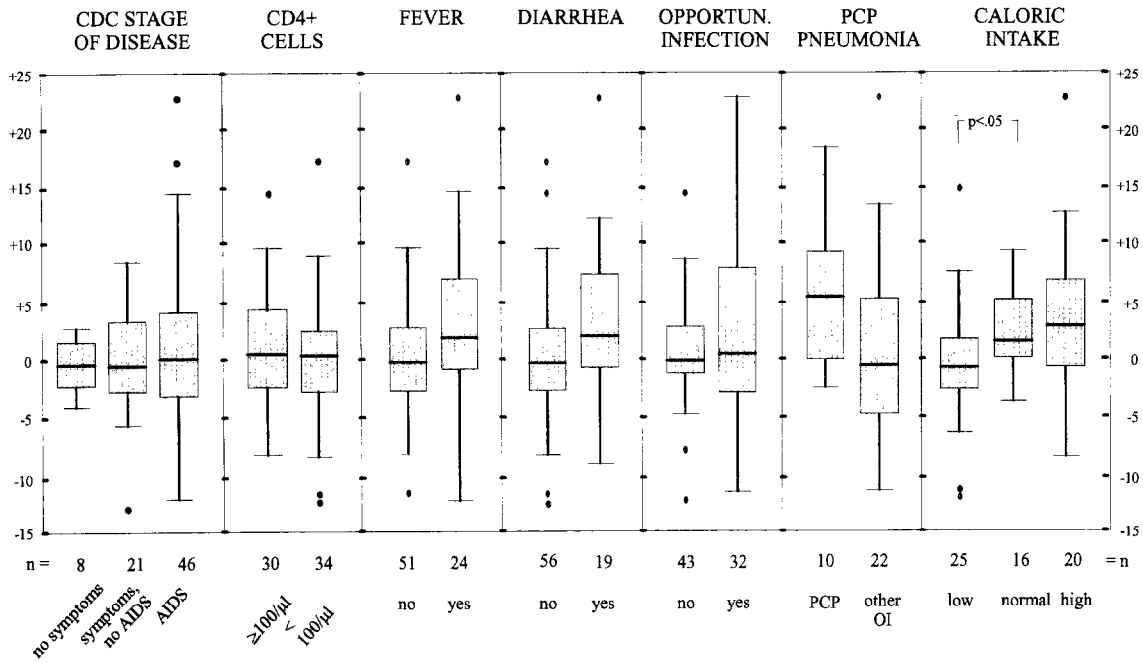 CDC STAGE
OF DISEASE
CD4+
CELLS
FEVER
DIARRHEA
OPPORTUN.
INFECTION
PCP
PNEUMONIA
CALORIC
INTAKE
+25
+20
+15
+10
+5
0
-5
-10
-15
p<.05
+25
+20
+15
+10
+5
0
-5
-10
-15
n = 8 21 46 30 34 51 24 56 19 43 32 10 22 25 16 20 = n
no symptoms
symptoms,
no AIDS
AIDS
≥100/µl
<
100/µl
no yes
no yes
no yes
PCP other
OI
low normal high